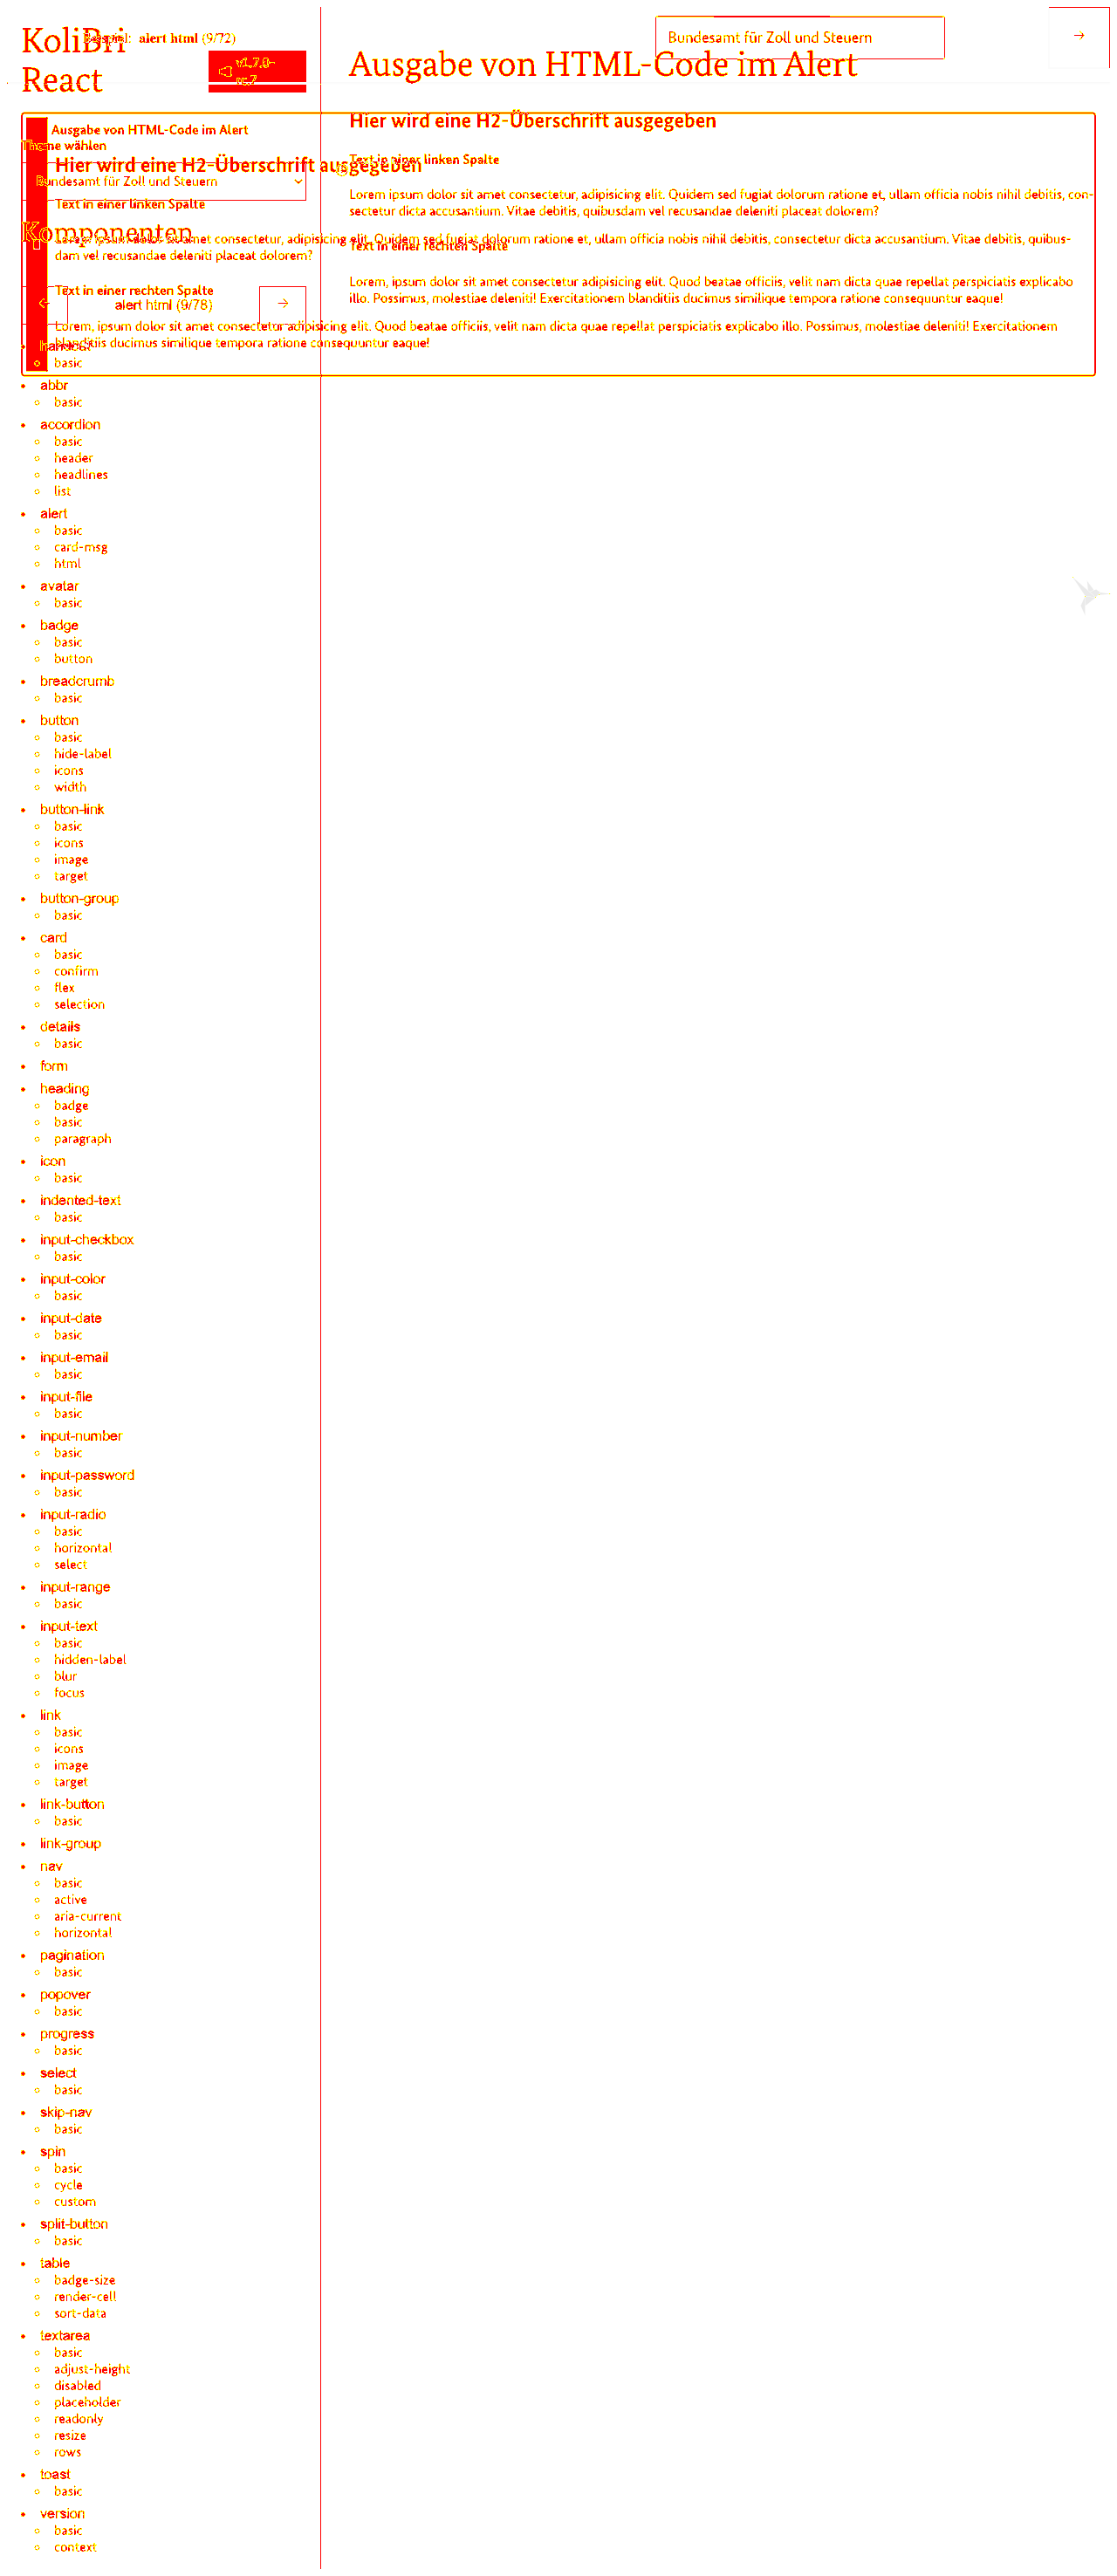 KoliBri
React
Beispiel: alert html (9/72)
v1.7.0-
rc.2
Bundesamt für Zoll und Steuern
→
Ausgabe von HTML-Code im Alert
Hier wird eine H2-Überschrift ausgegeben
Text in einer linken Spalte
Lorem ipsum dolor sit amet consectetur, adipisicing elit. Quidem sed fugiat dolorum ratione et, ullam officia nobis nihil debitis, con-
sectetur dicta accusantium. Vitae debitis, quibusdam vel recusandae deleniti placeat dolorem?
Text in einer rechten Spalte
Lorem, ipsum dolor sit amet consectetur adipisicing elit. Quod beatae officiis, velit nam dicta quae repellat perspiciatis explicabo
illo. Possimus, molestiae deleniti! Exercitationem blanditiis ducimus similique tempora ratione consequuntur eaque!
Ausgabe von HTML-Code im Alert
Theme wählen
Hier wird eine H2-Überschrift ausgegeben
Bundesamt für Zoll und Steuern
Text in einer linken Spalte
Komponenten
Lorem ipsum dolor sit amet consectetur, adipisicing elit. Quidem sed fugiat dolorum ratione et, ullam officia nobis nihil debitis, consectetur dicta accusantium. Vitae debitis, quibus-
dam vel recusandae deleniti placeat dolorem?
Text in einer rechten Spalte
← alert html (9/78) →
Lorem, ipsum dolor sit amet consectetur adipisicing elit. Quod beatae officiis, velit nam dicta quae repellat perspiciatis explicabo illo. Possimus, molestiae deleniti! Exercitationem
blanditiis ducimus similique tempora ratione consequuntur eaque!
basic
abbr
basic
accordion
basic
header
headlines
list
alert
basic
card-msg
html
avatar
basic
badge
basic
button
breadcrumb
basic
button
basic
hide-label
icons
width
button-link
basic
icons
image
target
button-group
basic
card
basic
confirm
flex
selection
details
basic
form
heading
badge
basic
paragraph
icon
basic
indented-text
basic
input-checkbox
basic
input-color
basic
input-date
basic
input-email
basic
input-file
basic
input-number
basic
input-password
basic
input-radio
basic
horizontal
select
input-range
basic
input-text
basic
hidden-label
blur
focus
link
basic
icons
image
target
link-button
basic
link-group
nav
basic
active
aria-current
horizontal
pagination
basic
popover
basic
progress
basic
select
basic
skip-nav
basic
spin
basic
cycle
custom
split-button
basic
table
badge-size
render-cell
sort-data
textarea
basic
adjust-height
disabled
placeholder
readonly
resize
rows
toast
basic
version
basic
context